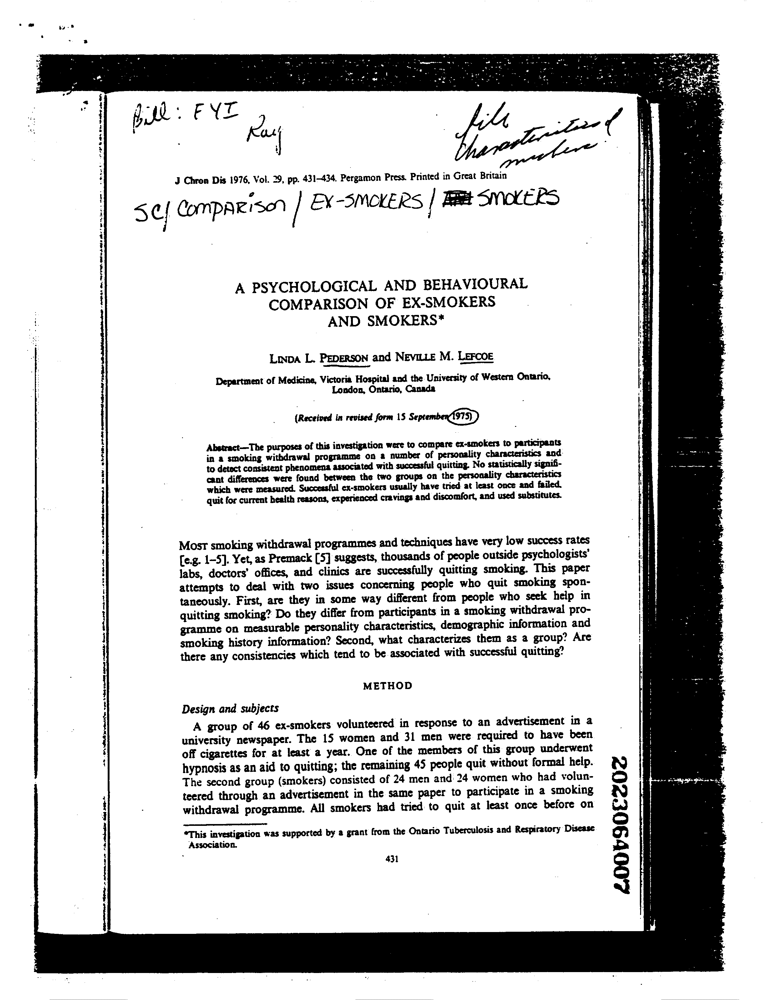 Bill: FYI
Ray
file
Characteristics of
smokers
J Chron Dis 1976, Vol. 29, pp. 431–434. Pergamon Press. Printed in Great Britain
SC/ COMPARISON / EX-SMOKERS / SMOKERS
A PSYCHOLOGICAL AND BEHAVIOURAL
COMPARISON OF EX-SMOKERS
AND SMOKERS*
LINDA L. PEDERSON and NEVILLE M. LEFCOE
Department of Medicine, Victoria Hospital and the University of Western Ontario,
London, Ontario, Canada
(Received in revised form 15 September 1975)
Abstract—The purposes of this investigation were to compare ex-smokers to participants
in a smoking withdrawal programme on a number of personality characteristics and
to detect consistent phenomena associated with successful quitting. No statistically signifi-
cant differences were found between the two groups on the personality characteristics
which were measured. Successful ex-smokers usually have tried at least once and failed,
quit for current health reasons, experienced cravings and discomfort, and used substitutes.
MOST smoking withdrawal programmes and techniques have very low success rates
[e.g. 1–5]. Yet, as Premack [5] suggests, thousands of people outside psychologists'
labs, doctors' offices, and clinics are successfully quitting smoking. This paper
attempts to deal with two issues concerning people who quit smoking spon-
taneously. First, are they in some way different from people who seek help in
quitting smoking? Do they differ from participants in a smoking withdrawal pro-
gramme on measurable personality characteristics, demographic information and
smoking history information? Second, what characterizes them as a group? Are
there any consistencies which tend to be associated with successful quitting?
METHOD
Design and subjects
A group of 46 ex-smokers volunteered in response to an advertisement in a
university newspaper. The 15 women and 31 men were required to have been
off cigarettes for at least a year. One of the members of this group underwent
hypnosis as an aid to quitting; the remaining 45 people quit without formal help.
The second group (smokers) consisted of 24 men and 24 women who had volun-
teered through an advertisement in the same paper to participate in a smoking
withdrawal programme. All smokers had tried to quit at least once before on
*This investigation was supported by a grant from the Ontario Tuberculosis and Respiratory Disease
Association.
431
2023064007